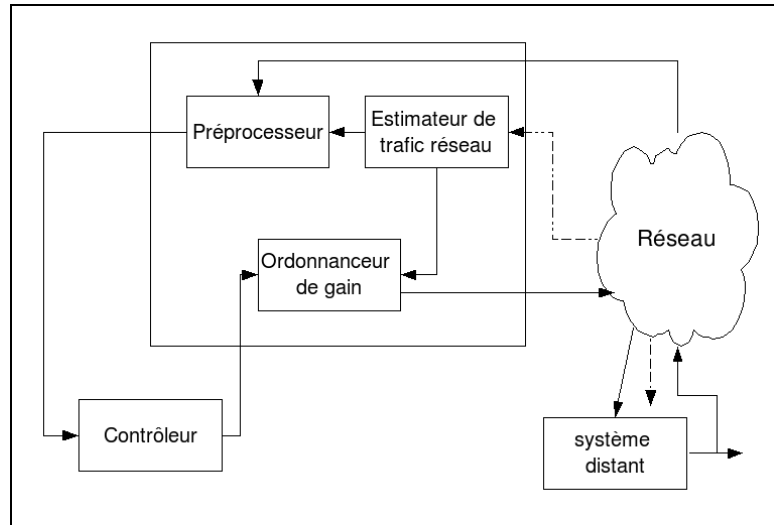 Préprocesseur
Estimateur de
trafic réseau
Réseau
Ordonnanceur
de gain
Contrôleur
système
distant